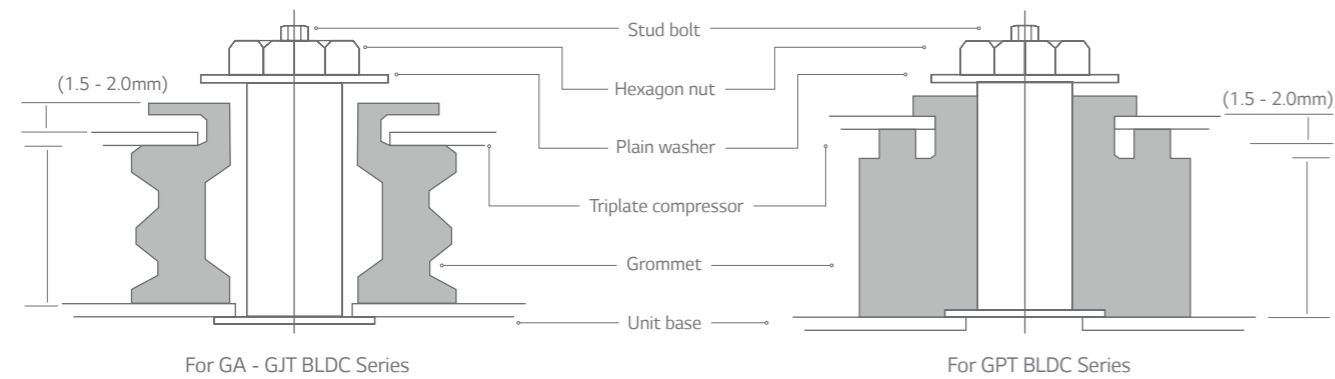 Stud bolt
(1.5 - 2.0mm)
Hexagon nut
(1.5 - 2.0mm)
Plain washer
Triplate compressor
Grommet
Unit base
For GA - GJT BLDC Series
For GPT BLDC Series